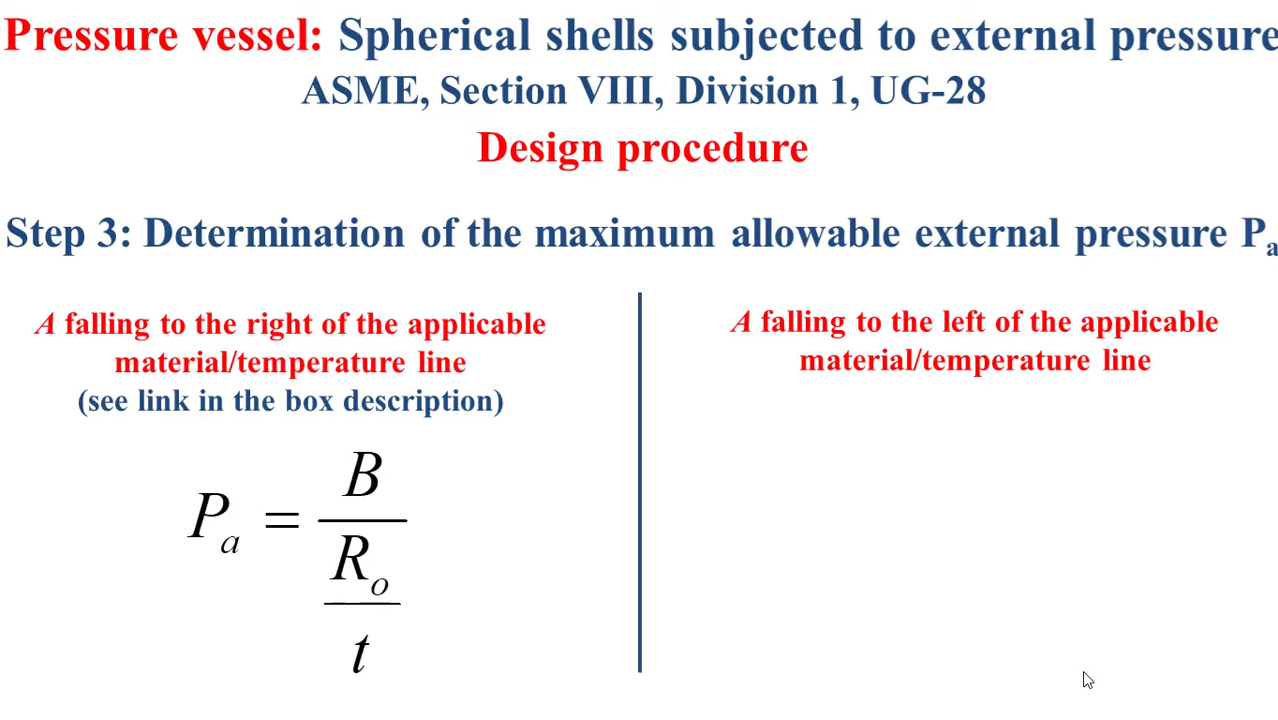 Pressure vessel: Spherical shells subjected to external pressure
ASME, Section VIII, Division 1, UG-28
Design procedure
Step 3: Determination of the maximum allowable external pressure Pₐ
A falling to the right of the applicable
material/temperature line
(see link in the box description)
Pₐ = B / (Rₒ / t)
A falling to the left of the applicable
material/temperature line